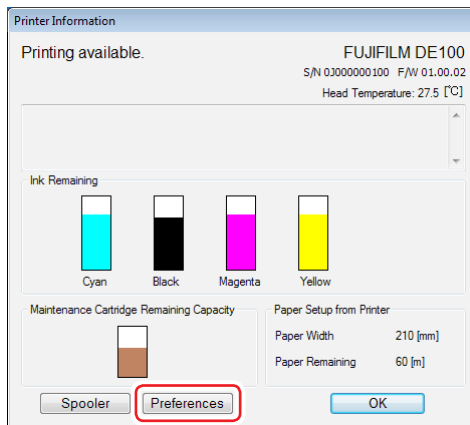 Printer Information
Printing available.
FUJIFILM DE100
S/N 0J000000100 F/W 01.00.02
Head Temperature: 27.5 [℃]
Ink Remaining
Cyan Black Magenta Yellow
Maintenance Cartridge Remaining Capacity
Paper Setup from Printer
Paper Width 210 [mm]
Paper Remaining 60 [m]
Spooler Preferences OK